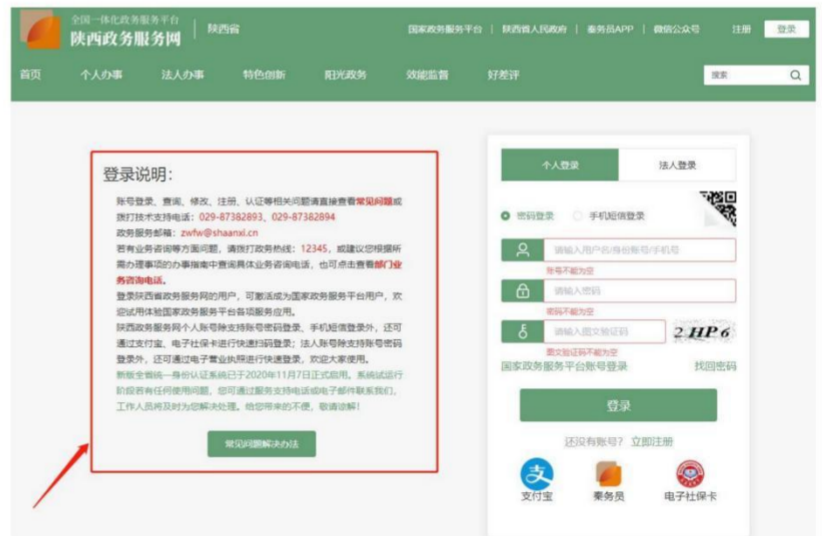 全国一体化政务服务平台
陕西政务服务网
陕西省
国家政务服务平台 | 陕西省人民政府 | 秦务员APP | 微信公众号 注册 登录
首页 个人办事 法人办事 特色创新 阳光政务 效能监督 好差评 搜索
登录说明:
账号登录、查询、修改、注册、认证等相关问题请直接查看常见问题或
拨打技术支持电话:029-87382893、029-87382894
政务服务邮箱:zwfw@shaanxi.cn
若有业务咨询等方面问题,请拨打政务热线:12345,或建议您根据所
需办理事项的办事指南中查询具体业务咨询电话,也可点击查看部门业
务咨询电话。
登录陕西省政务服务网的用户,可激活成为国家政务服务平台用户,欢
迎试用体验国家政务服务平台各项服务应用。
陕西政务服务网个人账号除支持账号密码登录、手机短信登录外,还可
通过支付宝、电子社保卡进行快速扫码登录;法人账号除支持账号密码
登录外,还可通过电子营业执照进行快速登录,欢迎大家使用。
新版全省统一身份认证系统已于2020年11月7日正式启用。系统试运行
阶段若有任何使用问题,您可通过服务支持电话或电子邮件联系我们,
工作人员将及时为您解决处理。给您带来的不便,敬请谅解!
常见问题解决办法
个人登录 法人登录
密码登录 手机短信登录
请输入用户名/身份账号/手机号
账号不能为空
请输入密码
密码不能为空
请输入图文验证码 2HP6
图文验证码不能为空
国家政务服务平台账号登录 找回密码
登录
还没有账号? 立即注册
支付宝 秦务员 电子社保卡